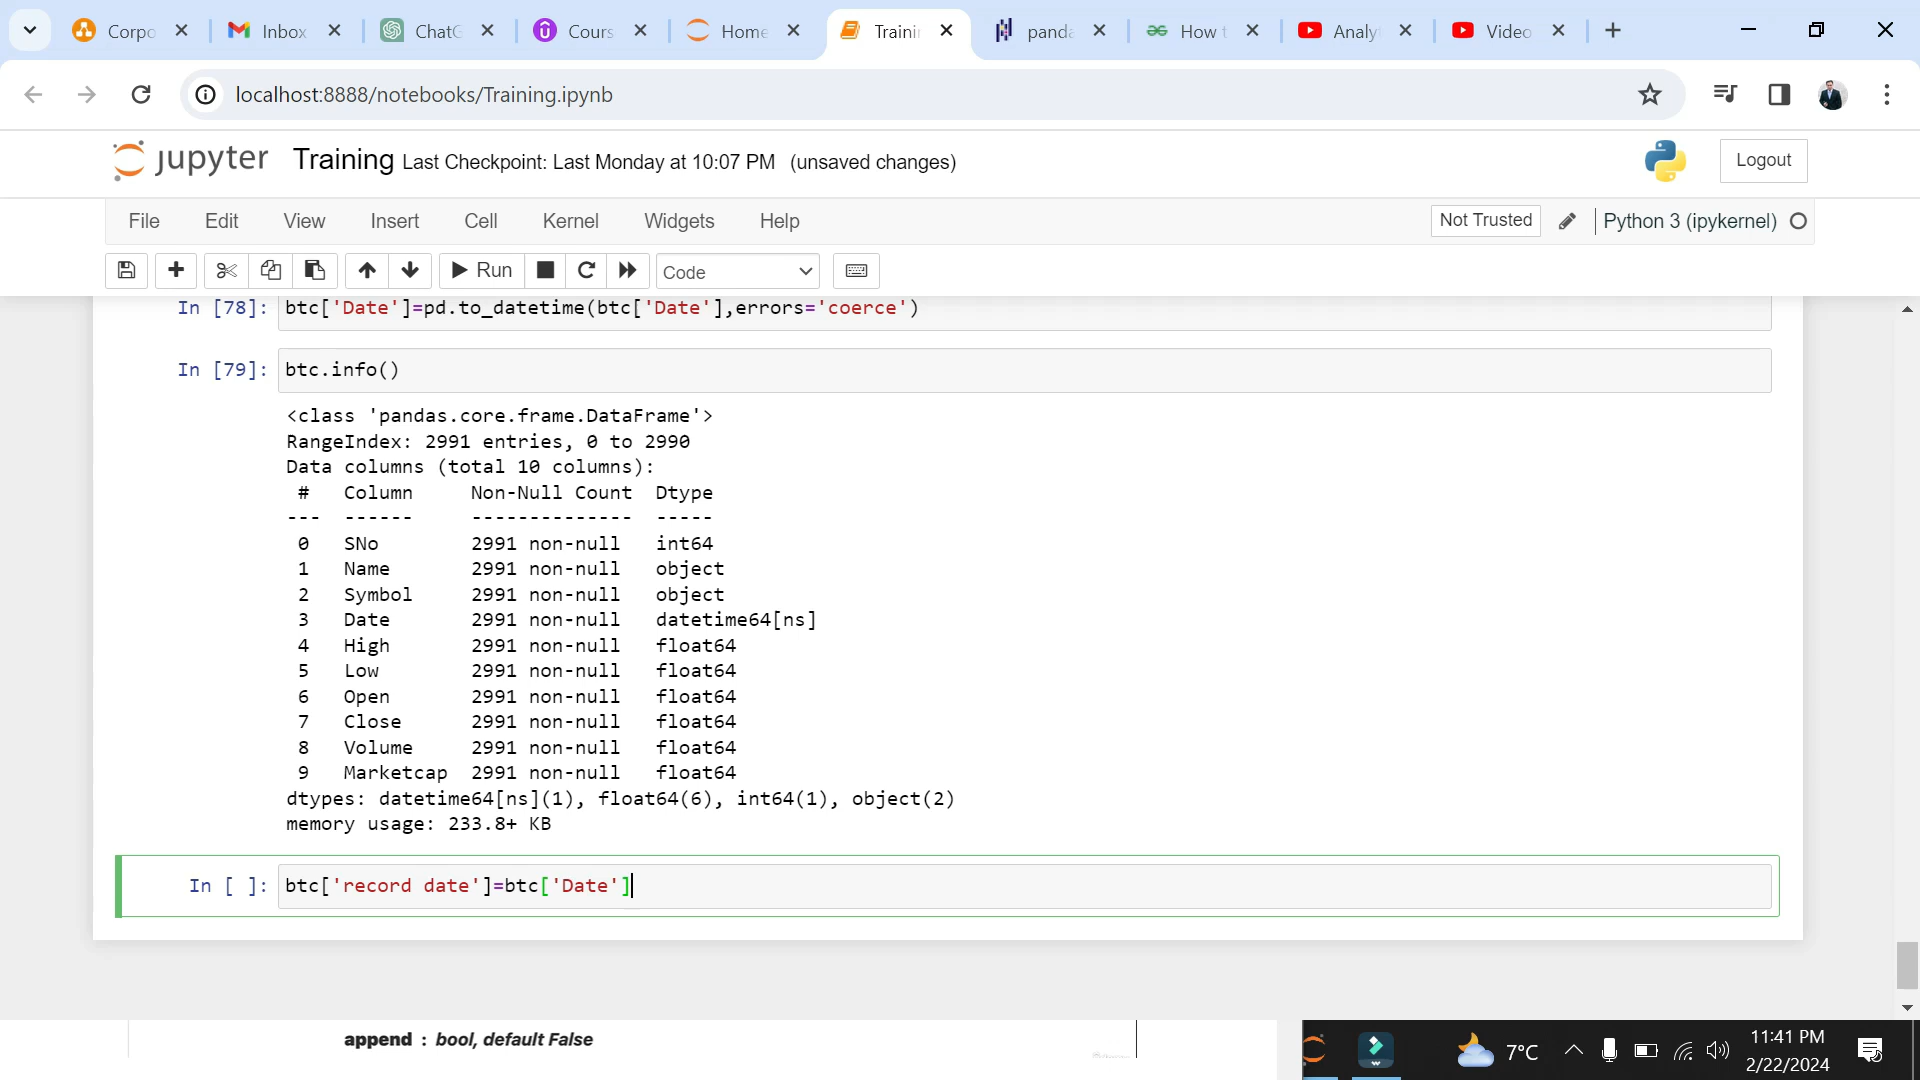 Corpo
Inbox
ChatG
Cours
Home
Traini
panda
How t
Analy
Video
localhost:8888/notebooks/Training.ipynb
jupyter Training Last Checkpoint: Last Monday at 10:07 PM (unsaved changes)
Logout
File Edit View Insert Cell Kernel Widgets Help
Not Trusted
Python 3 (ipykernel)
Run
Code
In [78]: btc['Date']=pd.to_datetime(btc['Date'],errors='coerce')
In [79]: btc.info()
<class 'pandas.core.frame.DataFrame'>
RangeIndex: 2991 entries, 0 to 2990
Data columns (total 10 columns):
# Column Non-Null Count Dtype
--- ------ -------------- -----
0 SNo 2991 non-null int64
1 Name 2991 non-null object
2 Symbol 2991 non-null object
3 Date 2991 non-null datetime64[ns]
4 High 2991 non-null float64
5 Low 2991 non-null float64
6 Open 2991 non-null float64
7 Close 2991 non-null float64
8 Volume 2991 non-null float64
9 Marketcap 2991 non-null float64
dtypes: datetime64[ns](1), float64(6), int64(1), object(2)
memory usage: 233.8+ KB
In [ ]: btc['record date']=btc['Date']
append : bool, default False
7°C
11:41 PM
2/22/2024